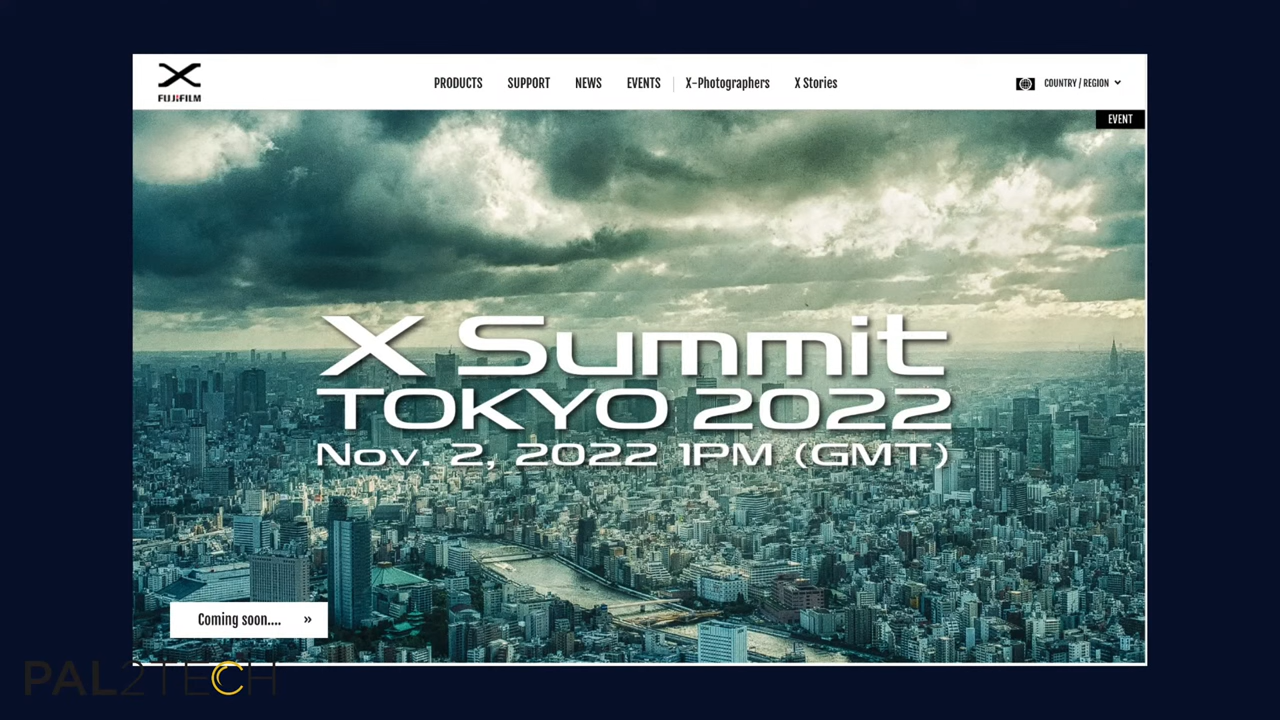 X
FUJIFILM
PRODUCTS SUPPORT NEWS EVENTS X-Photographers X Stories COUNTRY / REGION
EVENT
X Summit
TOKYO 2022
Nov. 2, 2022 1PM (GMT)
Coming soon.... »
PAL2TECH